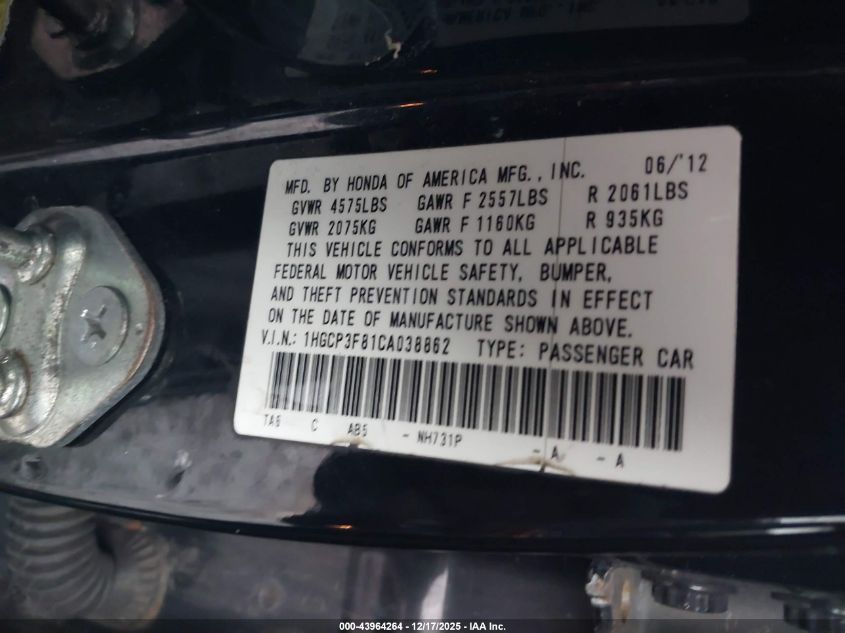 MFD. BY HONDA OF AMERICA MFG., INC. 06/'12
GVWR 4575LBS GAWR F 2557LBS R 2061LBS
GVWR 2075KG GAWR F 1160KG R 935KG
THIS VEHICLE CONFORMS TO ALL APPLICABLE
FEDERAL MOTOR VEHICLE SAFETY, BUMPER,
AND THEFT PREVENTION STANDARDS IN EFFECT
ON THE DATE OF MANUFACTURE SHOWN ABOVE.
V.I.N.: 1HGCP3F81CA038862 TYPE: PASSENGER CAR
TA6 C AB5 - NH731P - A - A
000-43964264 - 12/17/2025 - IAA Inc.